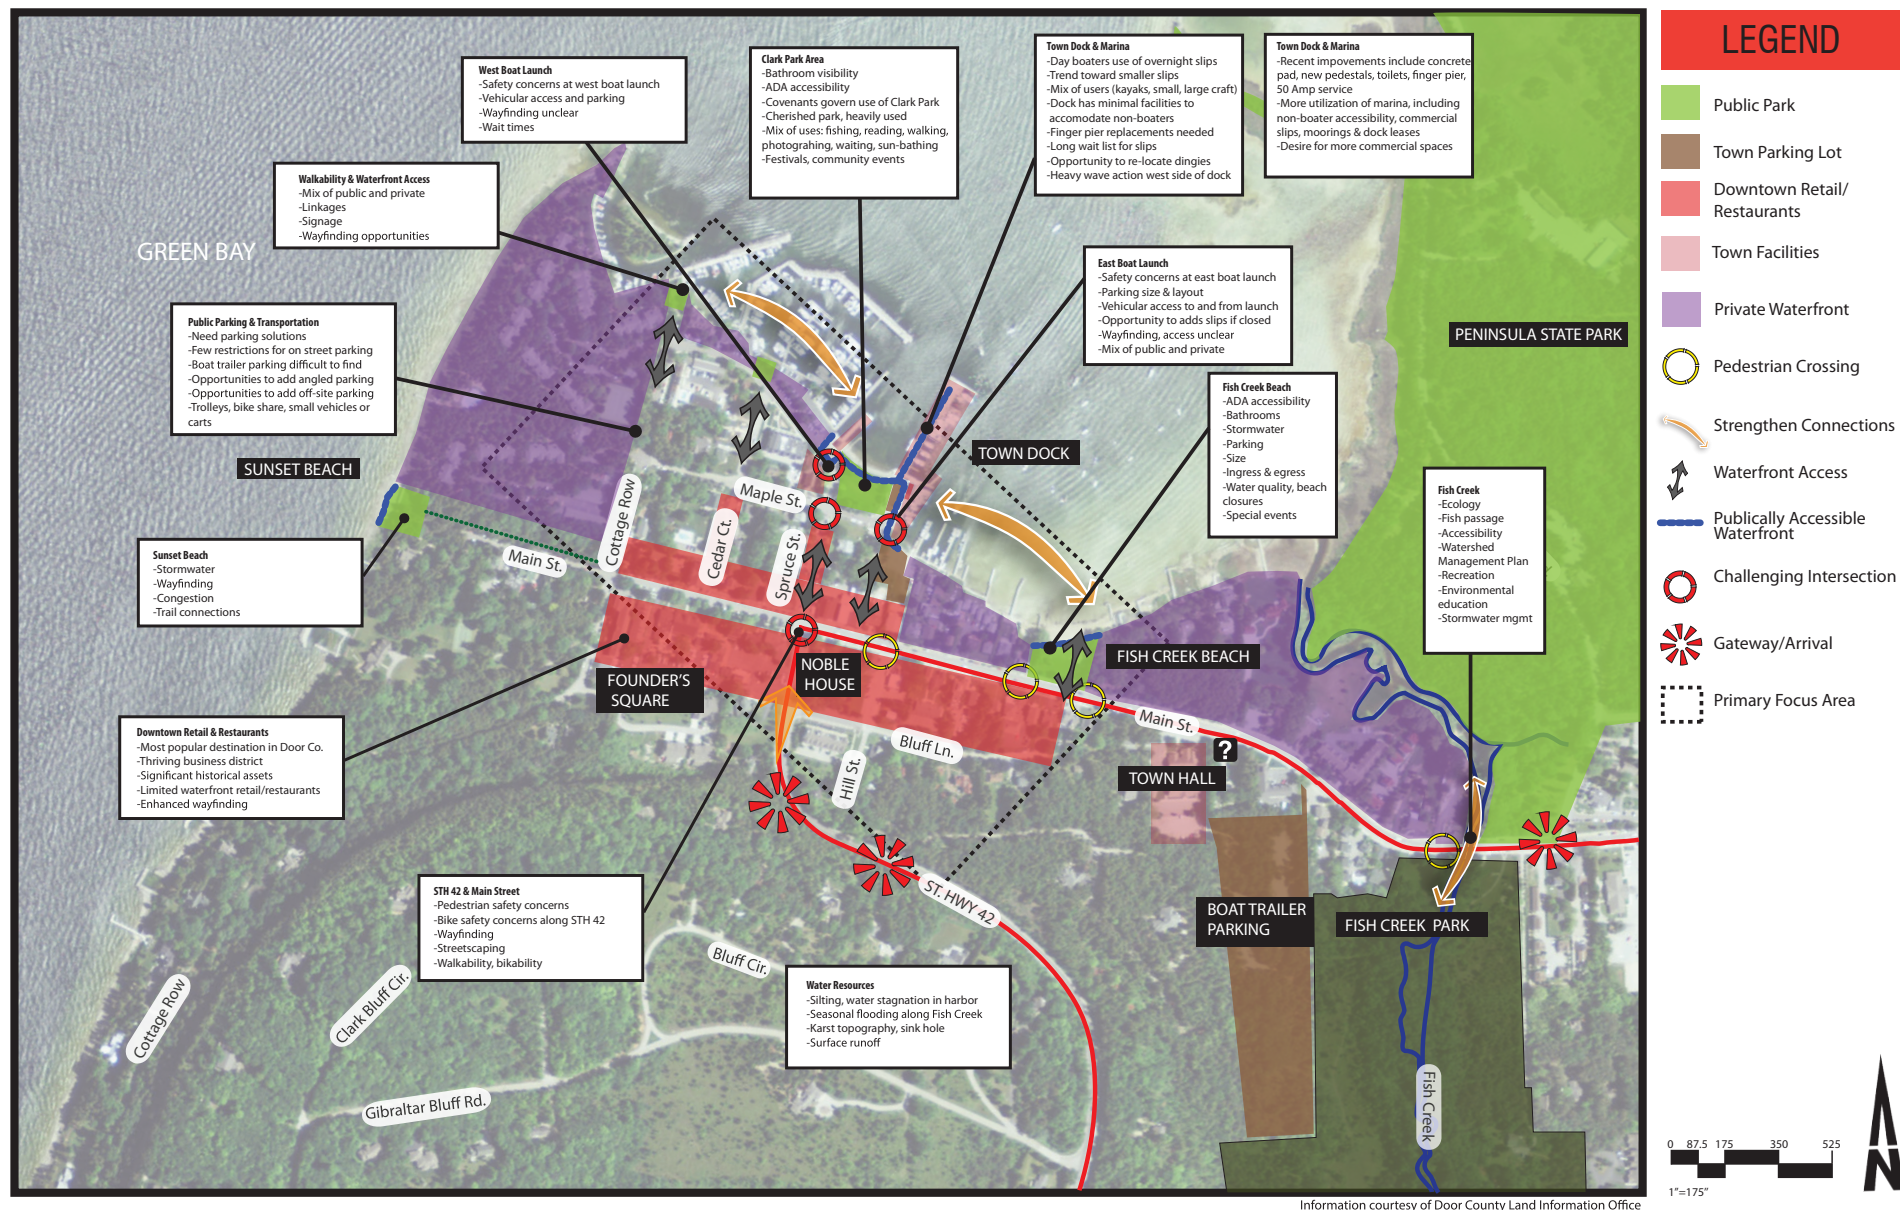 West Boat Launch
-Safety concerns at west boat launch
-Vehicular access and parking
-Wayfinding unclear
-Wait times
Clark Park Area
-Bathroom visibility
-ADA accessibility
-Covenants govern use of Clark Park
-Cherished park, heavily used
-Mix of uses: fishing, reading, walking,
photograhing, waiting, sun-bathing
-Festivals, community events
Town Dock & Marina
-Day boaters use of overnight slips
-Trend toward smaller slips
-Mix of users (kayaks, small, large craft)
-Dock has minimal facilities to
accomodate non-boaters
-Finger pier replacements needed
-Long wait list for slips
-Opportunity to re-locate dingies
-Heavy wave action west side of dock
Town Dock & Marina
-Recent impovements include concrete
pad, new pedestals, toilets, finger pier,
50 Amp service
-More utilization of marina, including
non-boater accessibility, commercial
slips, moorings & dock leases
-Desire for more commercial spaces
Walkability & Waterfront Access
-Mix of public and private
-Linkages
-Signage
-Wayfinding opportunities
GREEN BAY
East Boat Launch
-Safety concerns at east boat launch
-Parking size & layout
-Vehicular access to and from launch
-Opportunity to adds slips if closed
-Wayfinding, access unclear
-Mix of public and private
Public Parking & Transportation
-Need parking solutions
-Few restrictions for on street parking
-Boat trailer parking difficult to find
-Opportunities to add angled parking
-Opportunities to add off-site parking
-Trolleys, bike share, small vehicles or
carts
PENINSULA STATE PARK
Fish Creek Beach
-ADA accessibility
-Bathrooms
-Stormwater
-Parking
-Size
-Ingress & egress
-Water quality, beach
closures
-Special events
SUNSET BEACH
TOWN DOCK
Fish Creek
-Ecology
-Fish passage
-Accessibility
-Watershed
Management Plan
-Recreation
-Environmental
education
-Stormwater mgmt
Maple St.
Cottage Row
Cedar Ct.
Spruce St.
Main St.
Sunset Beach
-Stormwater
-Wayfinding
-Congestion
-Trail connections
FOUNDER'S
SQUARE
NOBLE
HOUSE
FISH CREEK BEACH
Main St.
Bluff Ln.
Hill St.
?
TOWN HALL
Downtown Retail & Restaurants
-Most popular destination in Door Co.
-Thriving business district
-Significant historical assets
-Limited waterfront retail/restaurants
-Enhanced wayfinding
STH 42 & Main Street
-Pedestrian safety concerns
-Bike safety concerns along STH 42
-Wayfinding
-Streetscaping
-Walkability, bikability
ST. HWY 42
BOAT TRAILER
PARKING
FISH CREEK PARK
Bluff Cir.
Clark Bluff Cir.
Cottage Row
Water Resources
-Silting, water stagnation in harbor
-Seasonal flooding along Fish Creek
-Karst topography, sink hole
-Surface runoff
Gibraltar Bluff Rd.
Fish Creek
LEGEND
Public Park
Town Parking Lot
Downtown Retail/
Restaurants
Town Facilities
Private Waterfront
Pedestrian Crossing
Strengthen Connections
Waterfront Access
Publically Accessible
Waterfront
Challenging Intersection
Gateway/Arrival
Primary Focus Area
0 87.5 175 350 525
1"=175"
N
Information courtesy of Door County Land Information Office